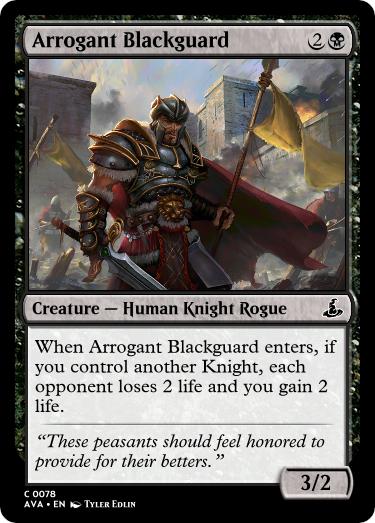 Arrogant Blackguard 2
Creature — Human Knight Rogue
When Arrogant Blackguard enters, if
you control another Knight, each
opponent loses 2 life and you gain 2
life.
“These peasants should feel honored to
provide for their betters.”
3/2
C 0078
AVA • EN Tyler Edlin